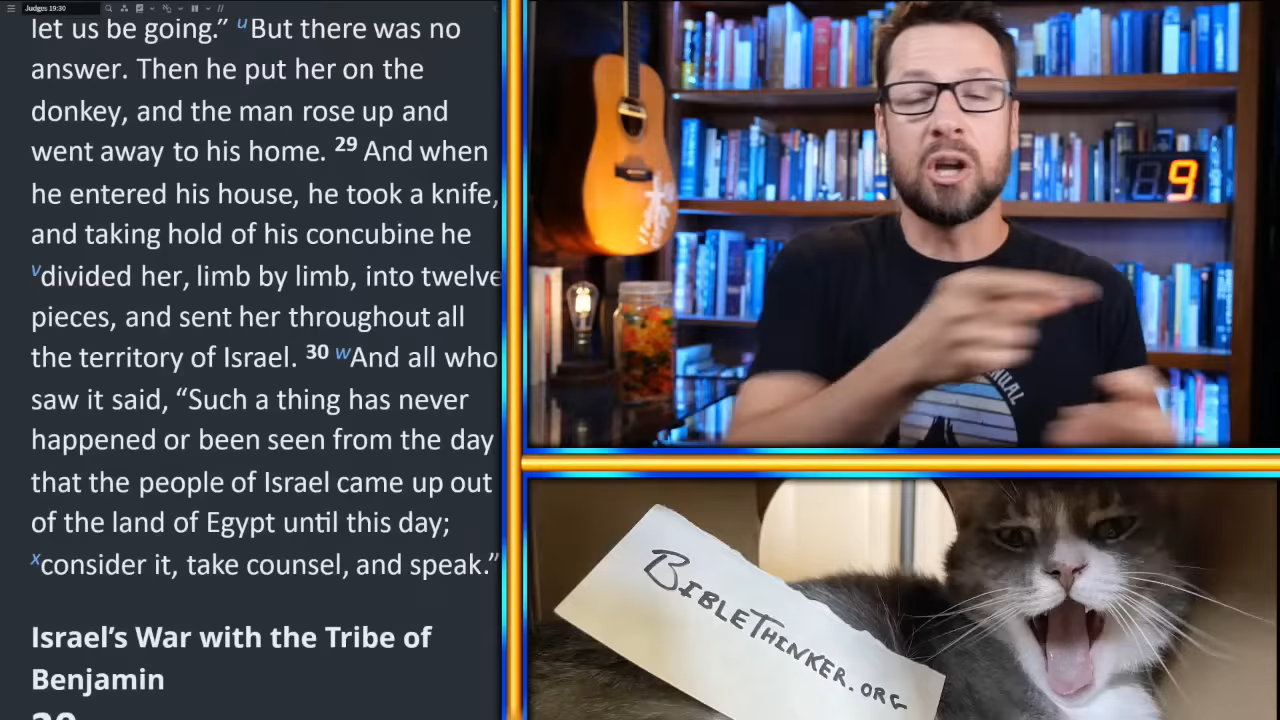 Judges 19:30
let us be going.” uBut there was no
answer. Then he put her on the
donkey, and the man rose up and
went away to his home. 29 And when
he entered his house, he took a knife,
and taking hold of his concubine he
vdivided her, limb by limb, into twelve
pieces, and sent her throughout all
the territory of Israel. 30 wAnd all who
saw it said, “Such a thing has never
happened or been seen from the day
that the people of Israel came up out
of the land of Egypt until this day;
xconsider it, take counsel, and speak.”
Israel’s War with the Tribe of
Benjamin
20
9
BIBLETHINKER.ORG